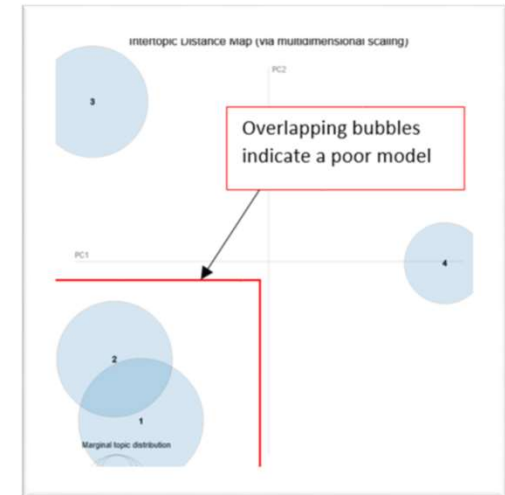 Intertopic Distance Map (via multidimensional scaling)
PC2
3
Overlapping bubbles
indicate a poor model
PC1
4
2
1
Marginal topic distribution